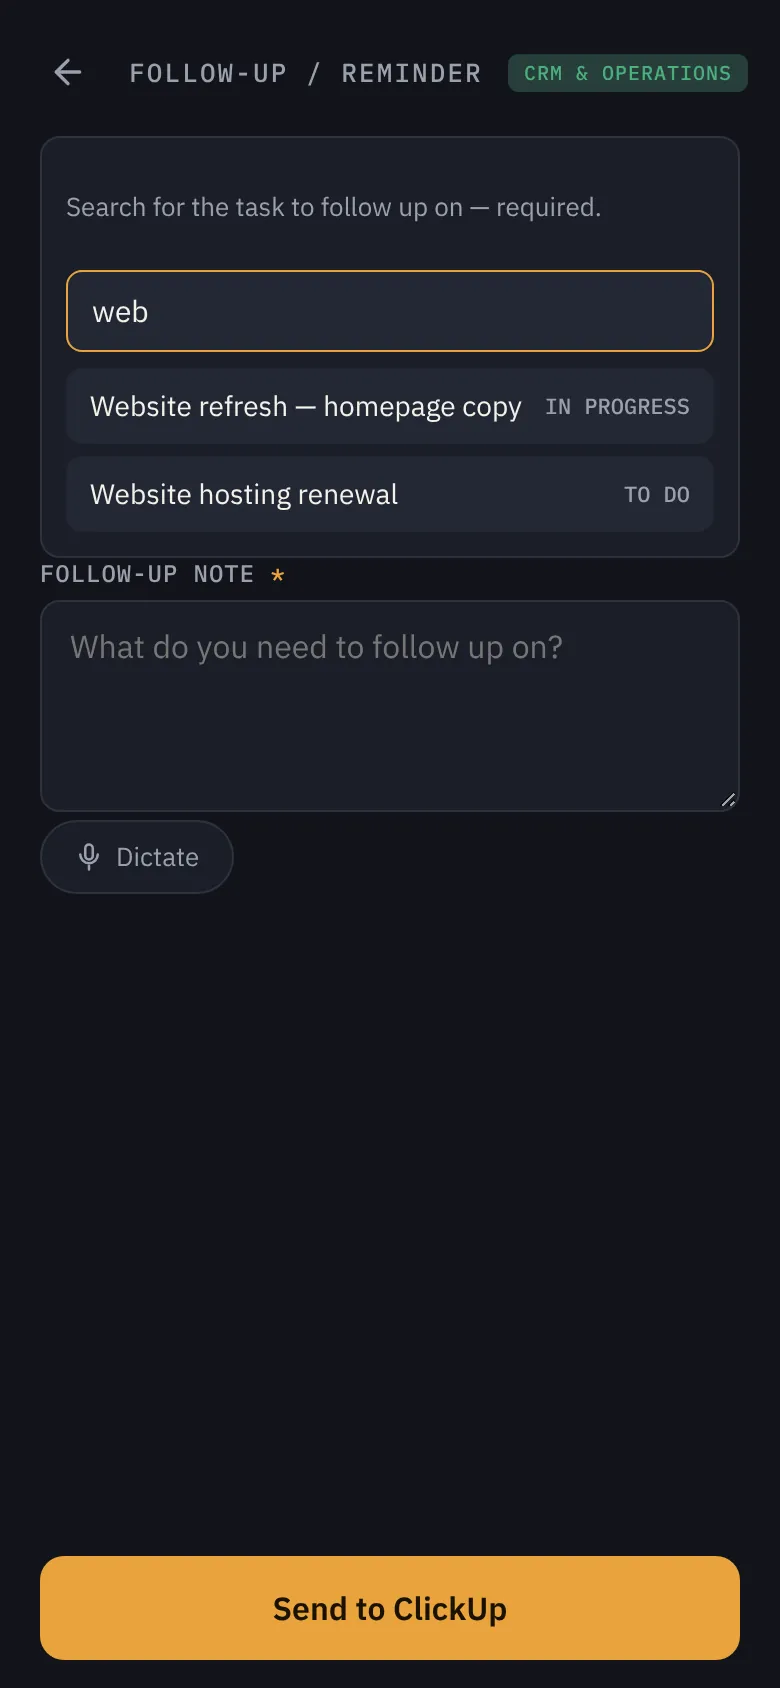 FOLLOW-UP / REMINDER CRM & OPERATIONS
Search for the task to follow up on — required.
web
Website refresh — homepage copy IN PROGRESS
Website hosting renewal TO DO
FOLLOW-UP NOTE *
What do you need to follow up on?
Dictate
Send to ClickUp